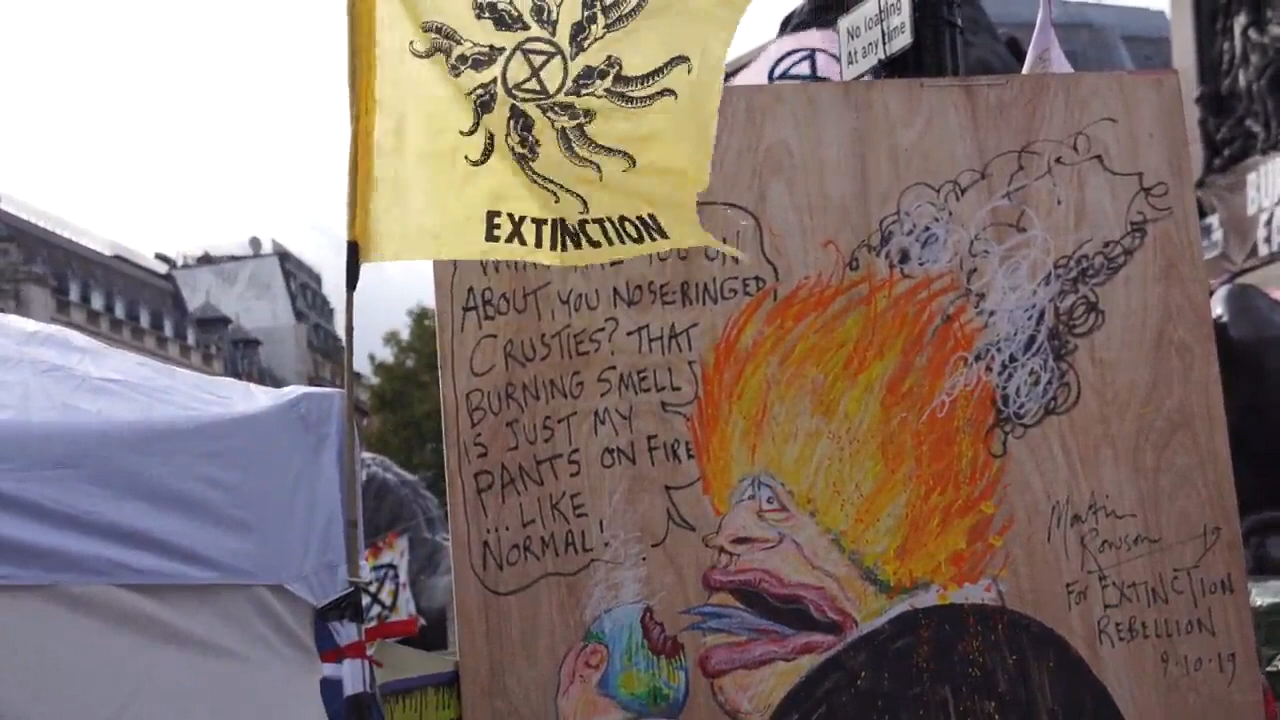 No loading
At any time
EXTINCTION
ABOUT, YOU NOSE-RINGED,
CRUSTIES? THAT
BURNING SMELL
IS JUST MY
PANTS ON FIRE
...LIKE
NORMAL!
Martin
Rowson 19
For EXTINCTION
REBELLION
9·10·19